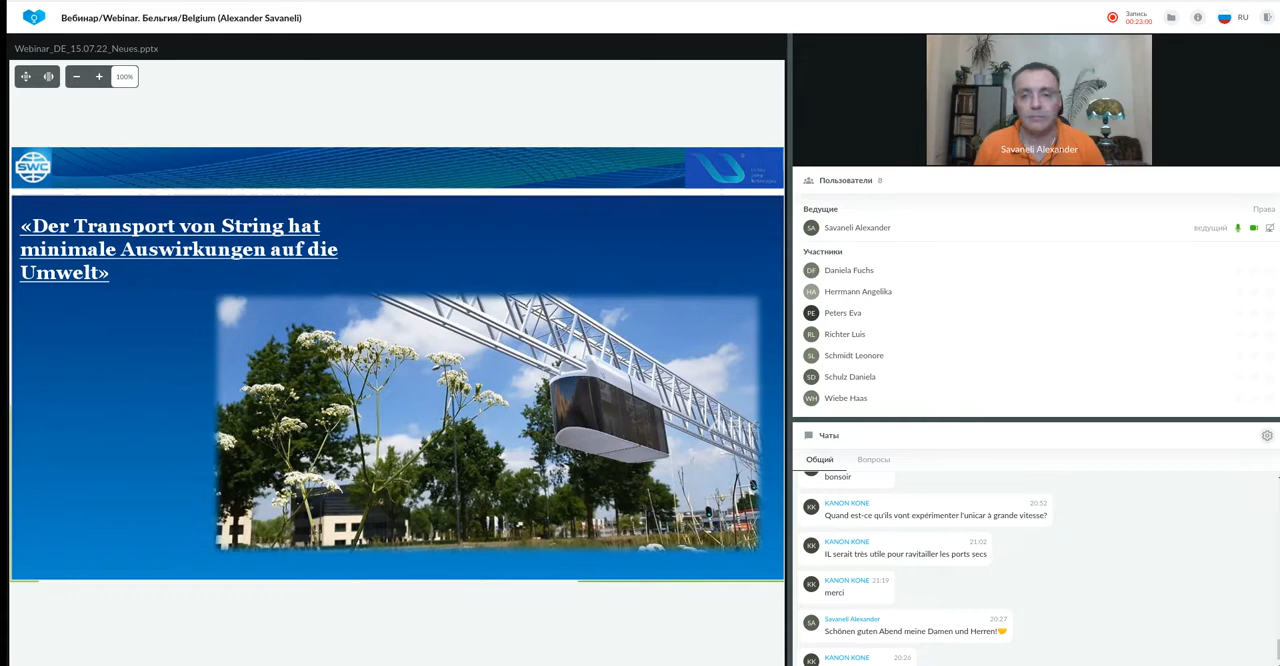 Вебинар/Webinar. Бельгия/Belgium (Alexander Savaneli)
Запись
00:23:00
RU
Webinar_DE_15.07.22_Neues.pptx
100%
SWC
«Der Transport von String hat
minimale Auswirkungen auf die
Umwelt»
Savaneli Alexander
Пользователи 8
Ведущие
Права
SA Savaneli Alexander
ведущий
Участники
DF Daniela Fuchs
HA Herrmann Angelika
PE Peters Eva
RL Richter Luis
SL Schmidt Leonore
SD Schulz Daniela
WH Wiebe Haas
Чаты
Общий Вопросы
bonsoir
KK KANON KONE 20:52
Quand est-ce qu'ils vont expérimenter l'unicar à grande vitesse?
KK KANON KONE 21:02
IL serait très utile pour ravitailler les ports secs
KK KANON KONE 21:19
merci
SA Savaneli Alexander 20:27
Schönen guten Abend meine Damen und Herren!🤝
KK KANON KONE 20:26